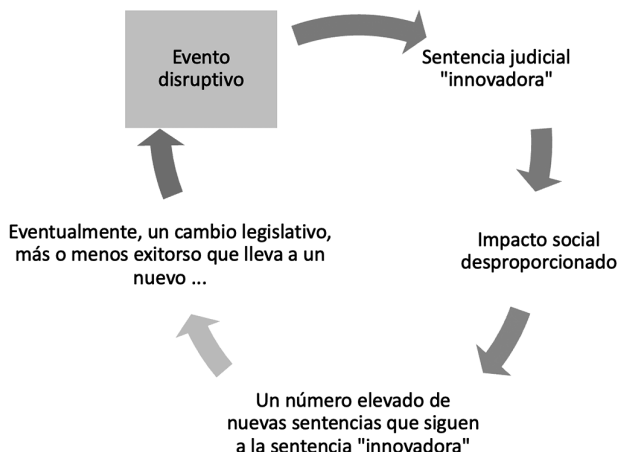 Evento
disruptivo
Sentencia judicial
"innovadora"
Impacto social
desproporcionado
Un número elevado de
nuevas sentencias que siguen
a la sentencia "innovadora"
Eventualmente, un cambio legislativo,
más o menos exitorso que lleva a un
nuevo ...